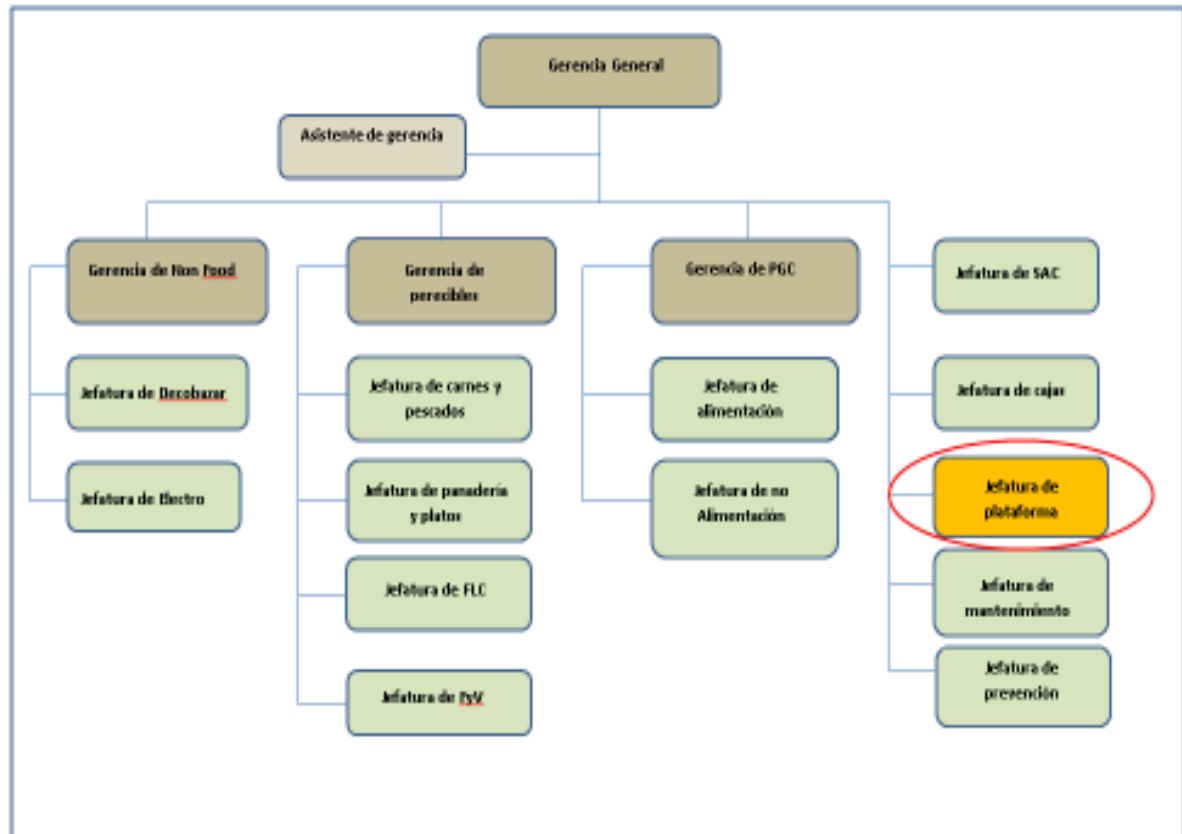 Gerencia General
Asistente de gerencia
Gerencia de Non Food
Gerencia de
perecibles
Gerencia de PGC
Jefatura de SAC
Jefatura de Decobazar
Jefatura de carnes y
pescados
Jefatura de
alimentación
Jefatura de cajas
Jefatura de Electro
Jefatura de panadería
y platos
Jefatura de no
Alimentación
Jefatura de
plataforma
Jefatura de FLC
Jefatura de
mantenimiento
Jefatura de FyV
Jefatura de
prevención